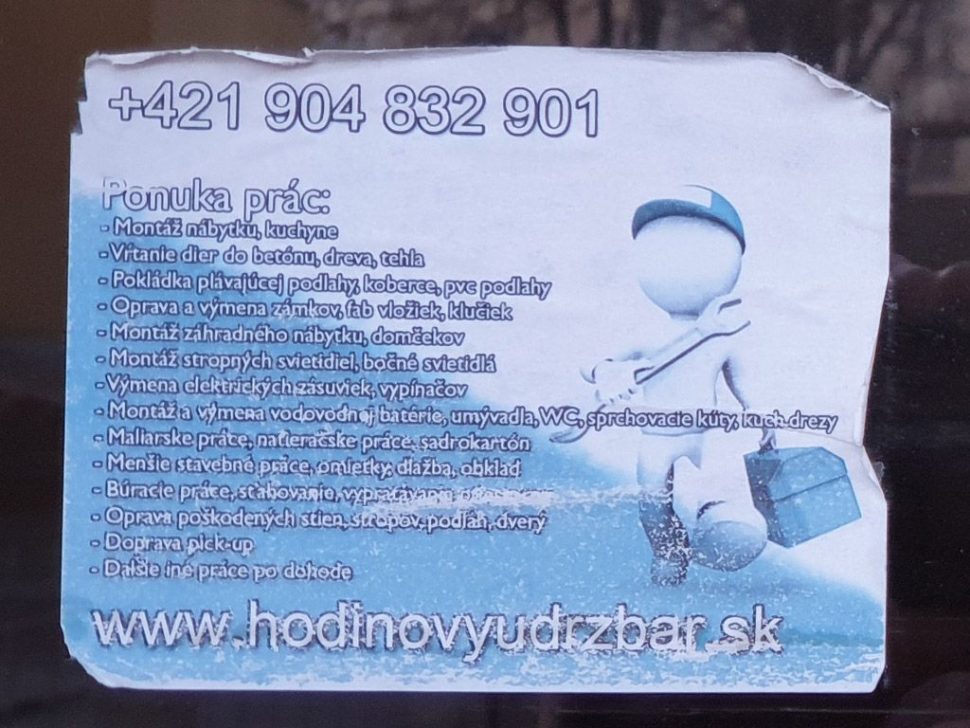 +421 904 832 901
Ponuka prác:
- Montáž nábytku, kuchyne
- Vŕtanie dier do betónu, dreva, tehla
- Pokládka plávajúcej podlahy, koberce, pvc podlahy
- Oprava a výmena zámkov, fab vložiek, klučiek
- Montáž záhradného nábytku, domčekov
- Montáž stropných svietidiel, bočné svietidlá
- Výmena elektrických zásuviek, vypínačov
- Montáž a výmena vodovodnej batérie, umývadla, WC, sprchovacie kúty, kuch.drezy
- Maliarske práce, natieračske práce, sadrokartón
- Menšie stavebné práce, omietky, dlažba, obklad
- Búracie práce, sťahovanie, vypratávanie
- Oprava poškodených stien, stropov, podlah, dverý
- Doprava pick-up
- Dalšie iné práce po dohode
www.hodinovyudrzbar.sk